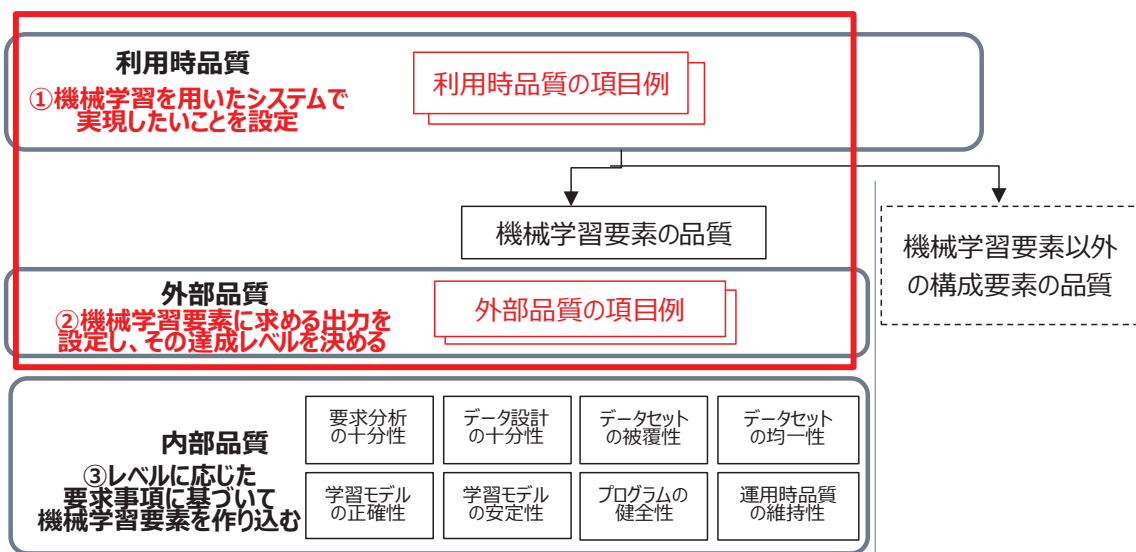 利用時品質
①機械学習を用いたシステムで
実現したいことを設定
利用時品質の項目例
機械学習要素の品質
機械学習要素以外
の構成要素の品質
外部品質
②機械学習要素に求める出力を
設定し、その達成レベルを決める
外部品質の項目例
内部品質
③レベルに応じた
要求事項に基づいて
機械学習要素を作り込む
要求分析
の十分性
データ設計
の十分性
データセット
の被覆性
データセット
の均一性
学習モデル
の正確性
学習モデル
の安定性
プログラムの
健全性
運用時品質
の維持性